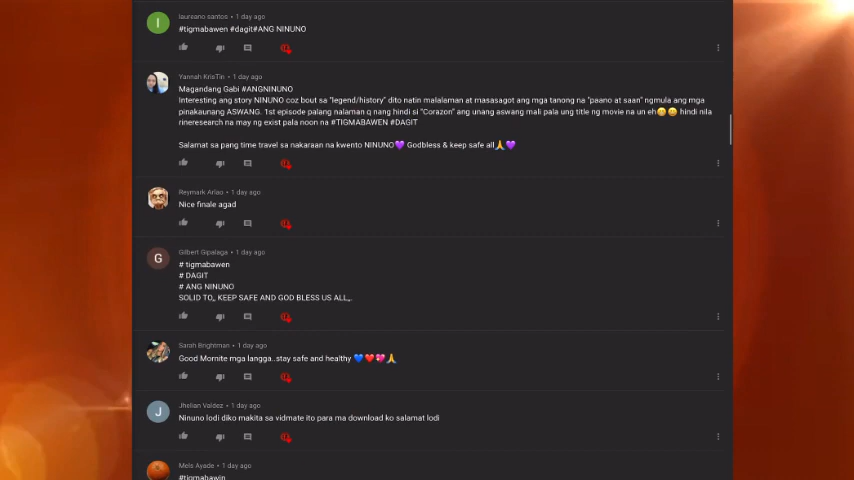 laureano santos • 1 day ago
#tigmabawen #dagit#ANG NINUNO
Yannah KrisTin • 1 day ago
Magandang Gabi #ANGNINUNO
Interesting ang story NINUNO coz bout sa "legend/history" dito natin malalaman at masasagot ang mga tanong na "paano at saan" ngmula ang mga
pinakaunang ASWANG. 1st episode palang nalaman q nang hindi si "Corazon" ang unang aswang mali pala ung title ng movie na un eh😄😄 hindi nila
rineresearch na may ng exist pala noon na #TIGMABAWEN #DAGIT
Salamat sa pang time travel sa nakaraan na kwento NINUNO💜 Godbless & keep safe all🙏💜
Reymark Arlao • 1 day ago
Nice finale agad
G
Gilbert Gipalaga • 1 day ago
# tigmabawen
# DAGIT
# ANG NINUNO
SOLID TO,, KEEP SAFE AND GOD BLESS US ALL,,.
Sarah Brightman • 1 day ago
Good Mornite mga langga..stay safe and healthy 💙❤️💖🙏
J
Jhelian Valdez • 1 day ago
Ninuno lodi diko makita sa vidmate ito para ma download ko salamat lodi
Mels Ayade • 1 day ago
#tigmabawin